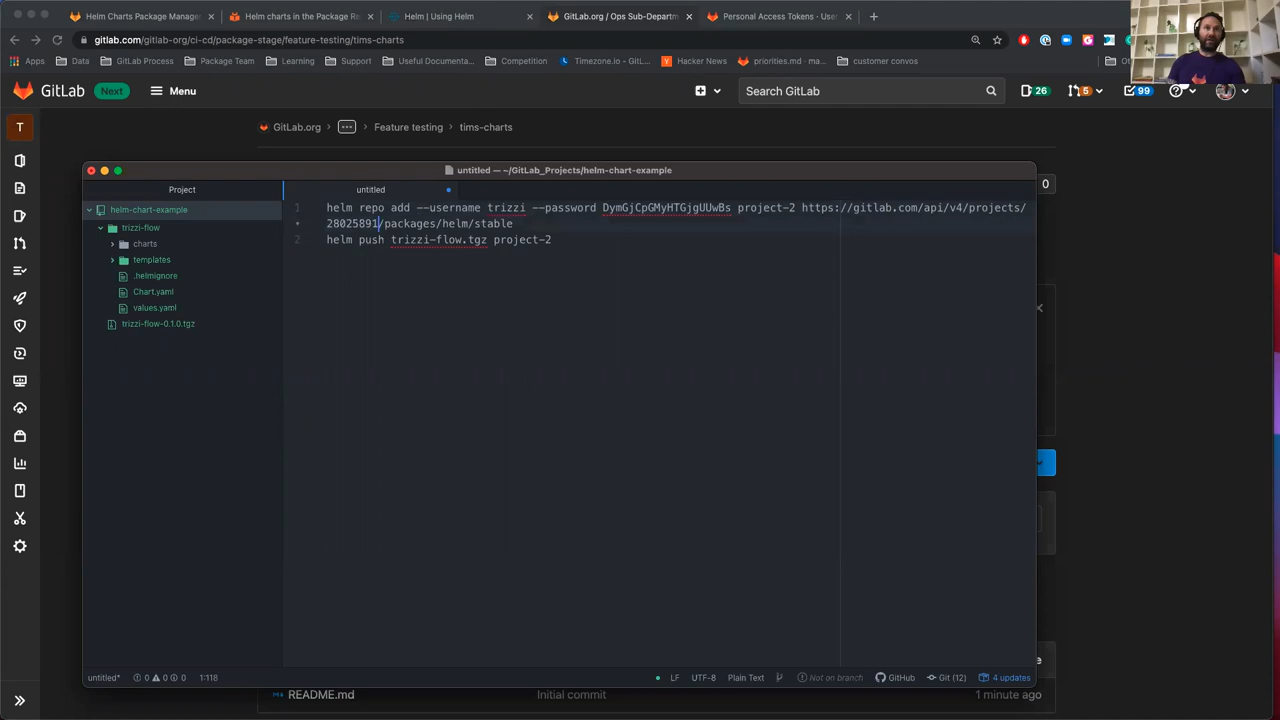 Helm Charts Package Manage
Helm charts in the Package Re
Helm | Using Helm
GitLab.org / Ops Sub-Departm
Personal Access Tokens · Use
gitlab.com/gitlab-org/ci-cd/package-stage/feature-testing/tims-charts
Apps
Data
GitLab Process
Package Team
Learning
Support
Useful Documenta...
Competition
Timezone.io - GitL...
Hacker News
priorities.md · ma...
customer convos
GitLab
Next
Menu
Search GitLab
26
5
99
T
GitLab.org
Feature testing
tims-charts
untitled — ~/GitLab_Projects/helm-chart-example
Project
untitled
0
helm-chart-example
trizzi-flow
charts
templates
.helmignore
Chart.yaml
values.yaml
trizzi-flow-0.1.0.tgz
1 helm repo add --username trizzi --password DymGjCpGMyHTGjgUUwBs project-2 https://gitlab.com/api/v4/projects/
28025891/packages/helm/stable
2 helm push trizzi-flow.tgz project-2
untitled*
0 0 0
1:118
LF
UTF-8
Plain Text
Not on branch
GitHub
Git (12)
4 updates
README.md
Initial commit
1 minute ago